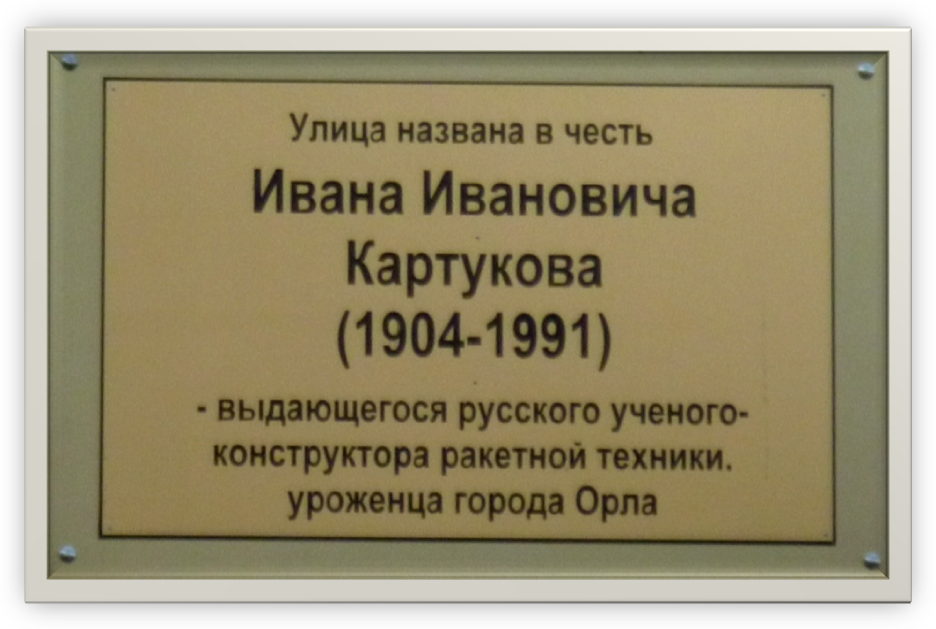 Улица названа в честь
Ивана Ивановича
Картукова
(1904-1991)
- выдающегося русского ученого-
конструктора ракетной техники.
уроженца города Орла